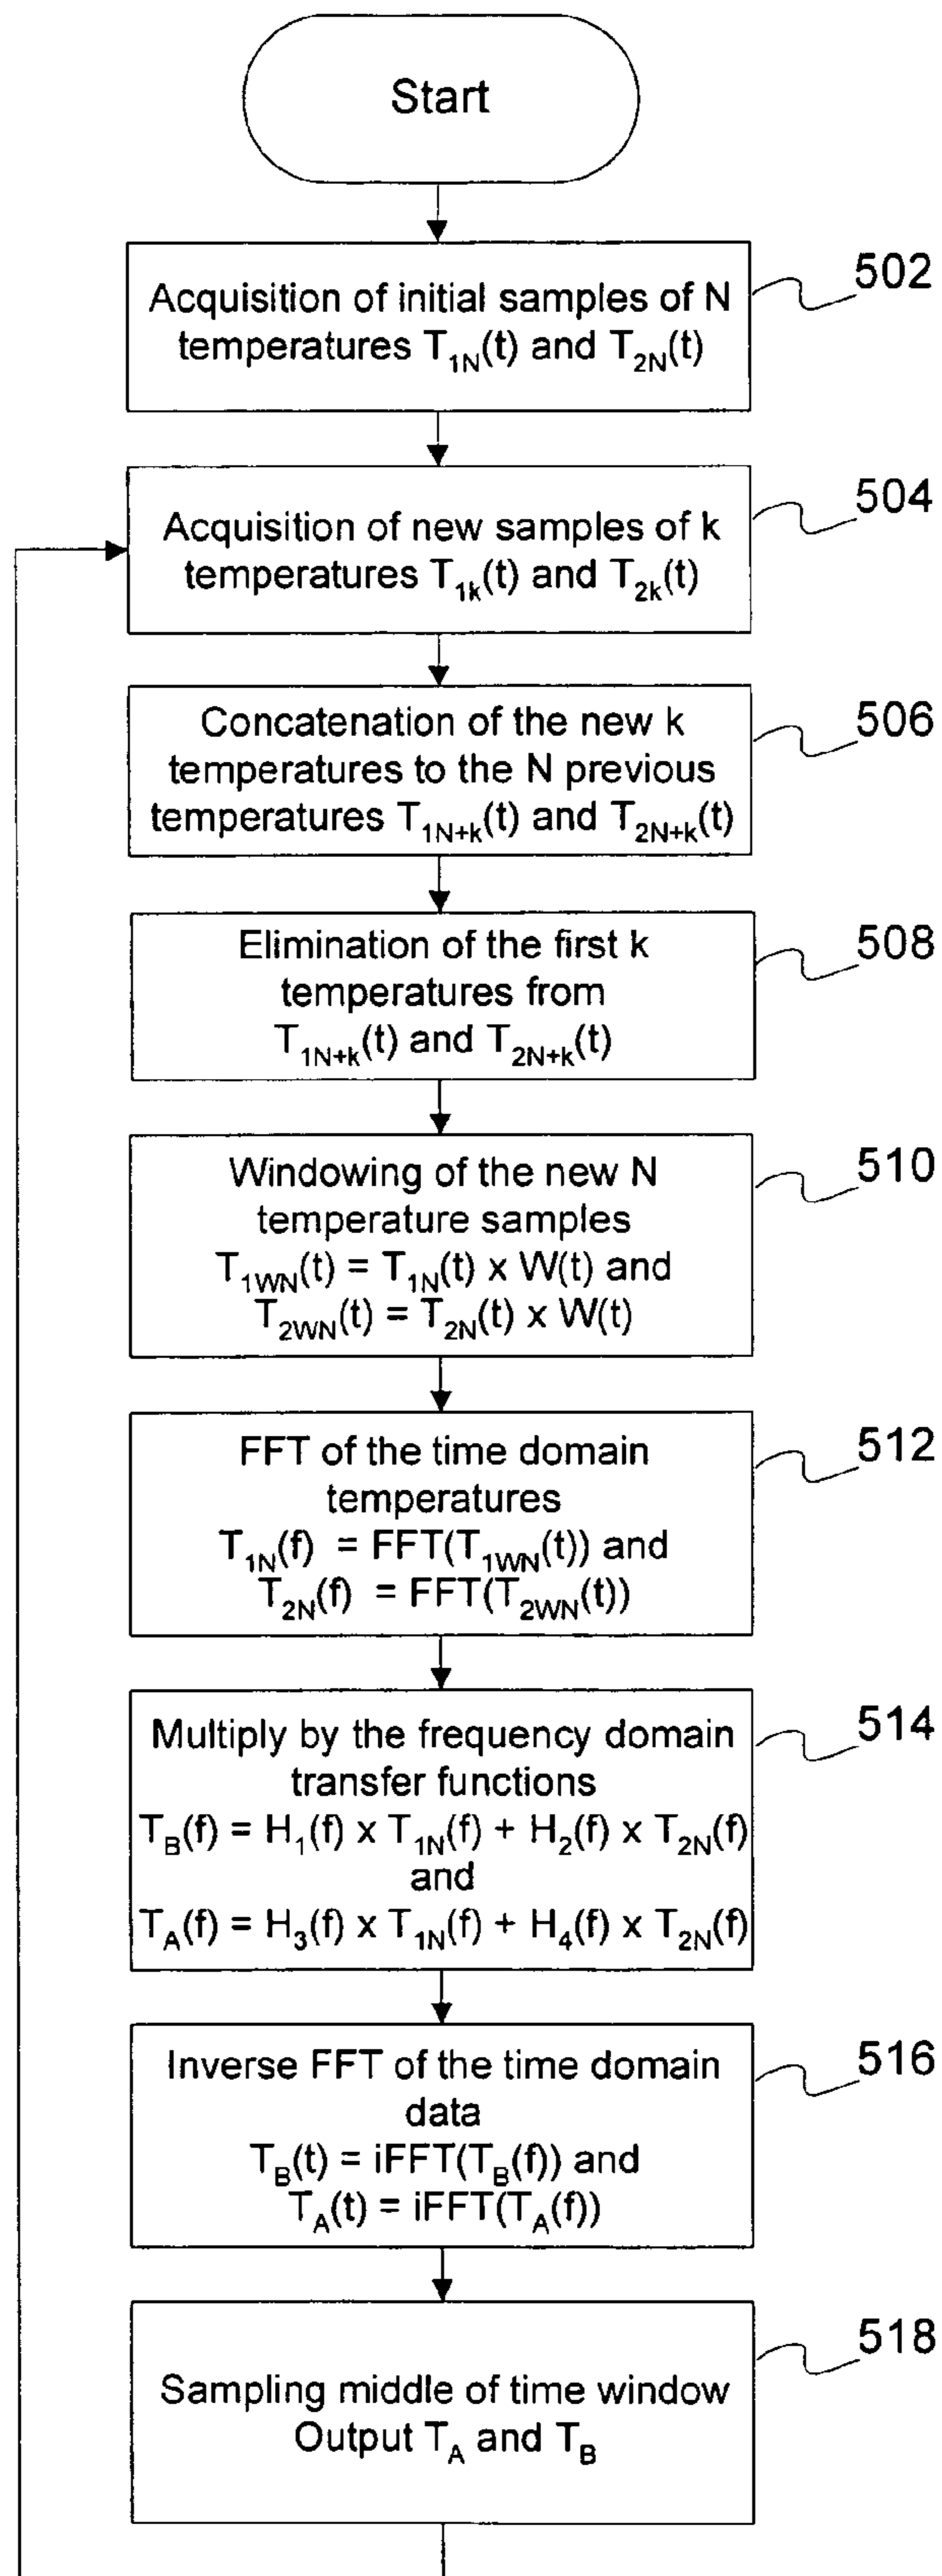 Start
Acquisition of initial samples of N
temperatures T₁N(t) and T₂N(t)
502
Acquisition of new samples of k
temperatures T₁k(t) and T₂k(t)
504
Concatenation of the new k
temperatures to the N previous
temperatures T₁N+k(t) and T₂N+k(t)
506
Elimination of the first k
temperatures from
T₁N+k(t) and T₂N+k(t)
508
Windowing of the new N
temperature samples
T₁WN(t) = T₁N(t) x W(t) and
T₂WN(t) = T₂N(t) x W(t)
510
FFT of the time domain
temperatures
T₁N(f) = FFT(T₁WN(t)) and
T₂N(f) = FFT(T₂WN(t))
512
Multiply by the frequency domain
transfer functions
TB(f) = H₁(f) x T₁N(f) + H₂(f) x T₂N(f)
and
TA(f) = H₃(f) x T₁N(f) + H₄(f) x T₂N(f)
514
Inverse FFT of the time domain
data
TB(t) = iFFT(TB(f)) and
TA(t) = iFFT(TA(f))
516
Sampling middle of time window
Output TA and TB
518